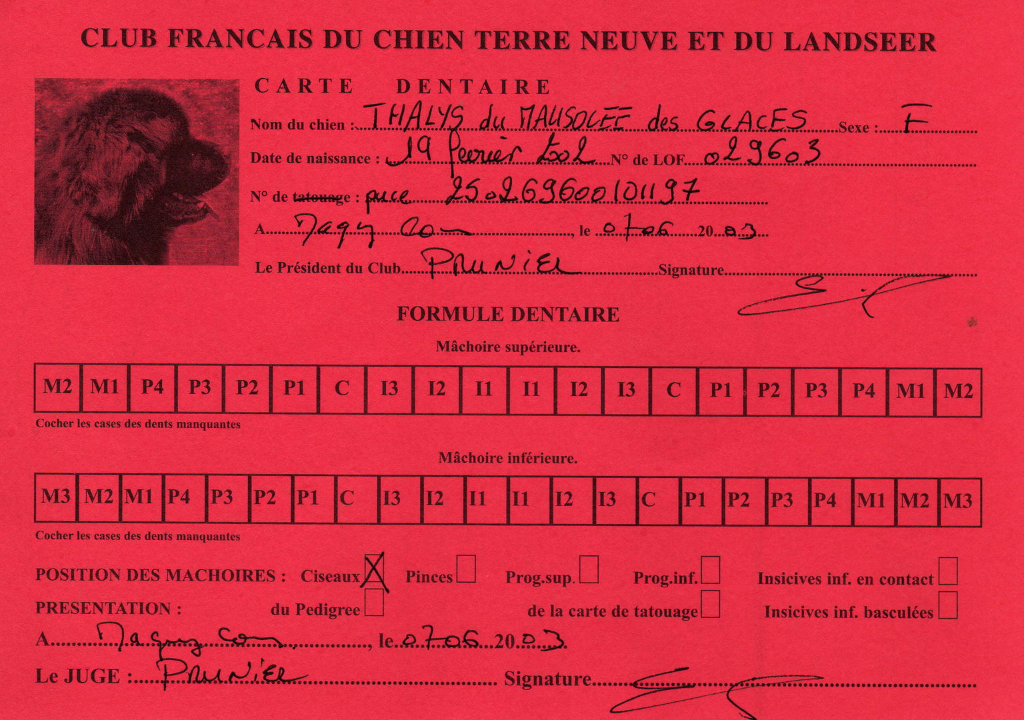 CLUB FRANCAIS DU CHIEN TERRE NEUVE ET DU LANDSEER
CARTE DENTAIRE
Nom du chien : THALYS du MAUSOLEE des GLACES Sexe : F
Date de naissance : 19 février N° de LOF 029603
N° de tatouage : puce 250269600101197
A Magny Cours, le 07 06 2003
Le Président du Club PRUNIER Signature
FORMULE DENTAIRE
Mâchoire supérieure.
M2 M1 P4 P3 P2 P1 C I3 I2 I1 I1 I2 I3 C P1 P2 P3 P4 M1 M2
Cocher les cases des dents manquantes
Mâchoire inférieure.
M3 M2 M1 P4 P3 P2 P1 C I3 I2 I1 I1 I2 I3 C P1 P2 P3 P4 M1 M2 M3
Cocher les cases des dents manquantes
POSITION DES MACHOIRES : Ciseaux X Pinces Prog.sup. Prog.inf. Insicives inf. en contact
PRESENTATION : du Pedigree de la carte de tatouage Insicives inf. basculées
A Magny Cours, le 07 06 2003
Le JUGE : PRUNIER Signature